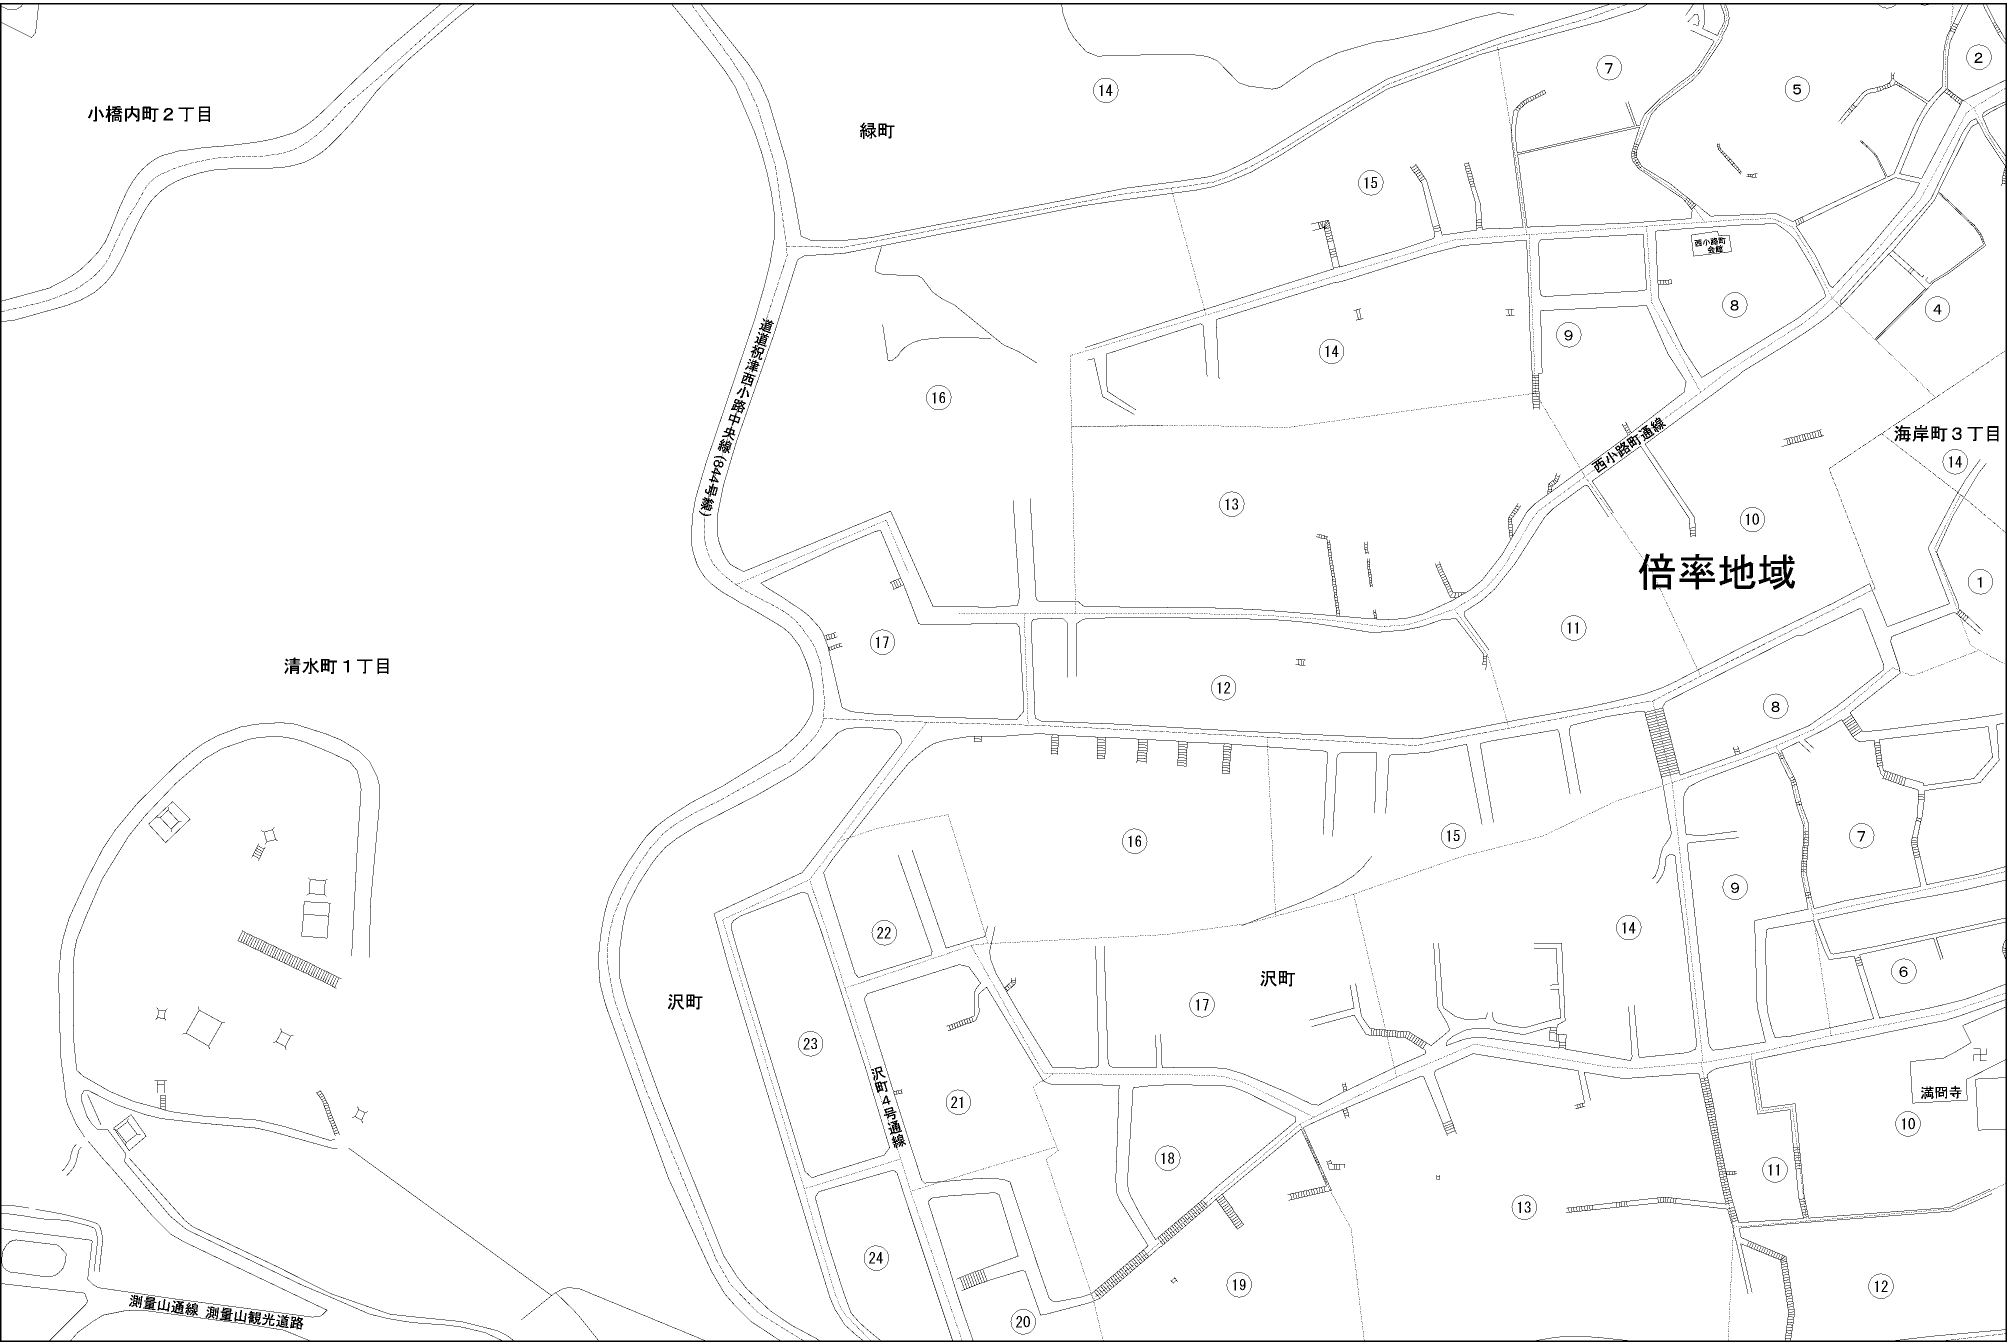 ②
⑦
⑤
⑭
小橋内町２丁目
緑町
⑮
西小路町
会館
⑧
④
⑨
⑭
道道祝津西小路中央線(844号線)
⑯
西小路町通線
海岸町３丁目
⑭
⑬
⑩
倍率地域
①
⑪
⑰
清水町１丁目
⑫
⑧
⑯
⑮
⑦
⑨
㉒
⑭
沢町
⑥
沢町
⑰
㉓
沢町４号通線
㉑
満岡寺
⑩
⑱
⑪
⑬
㉔
⑲
⑫
測量山通線 測量山観光道路
⑳